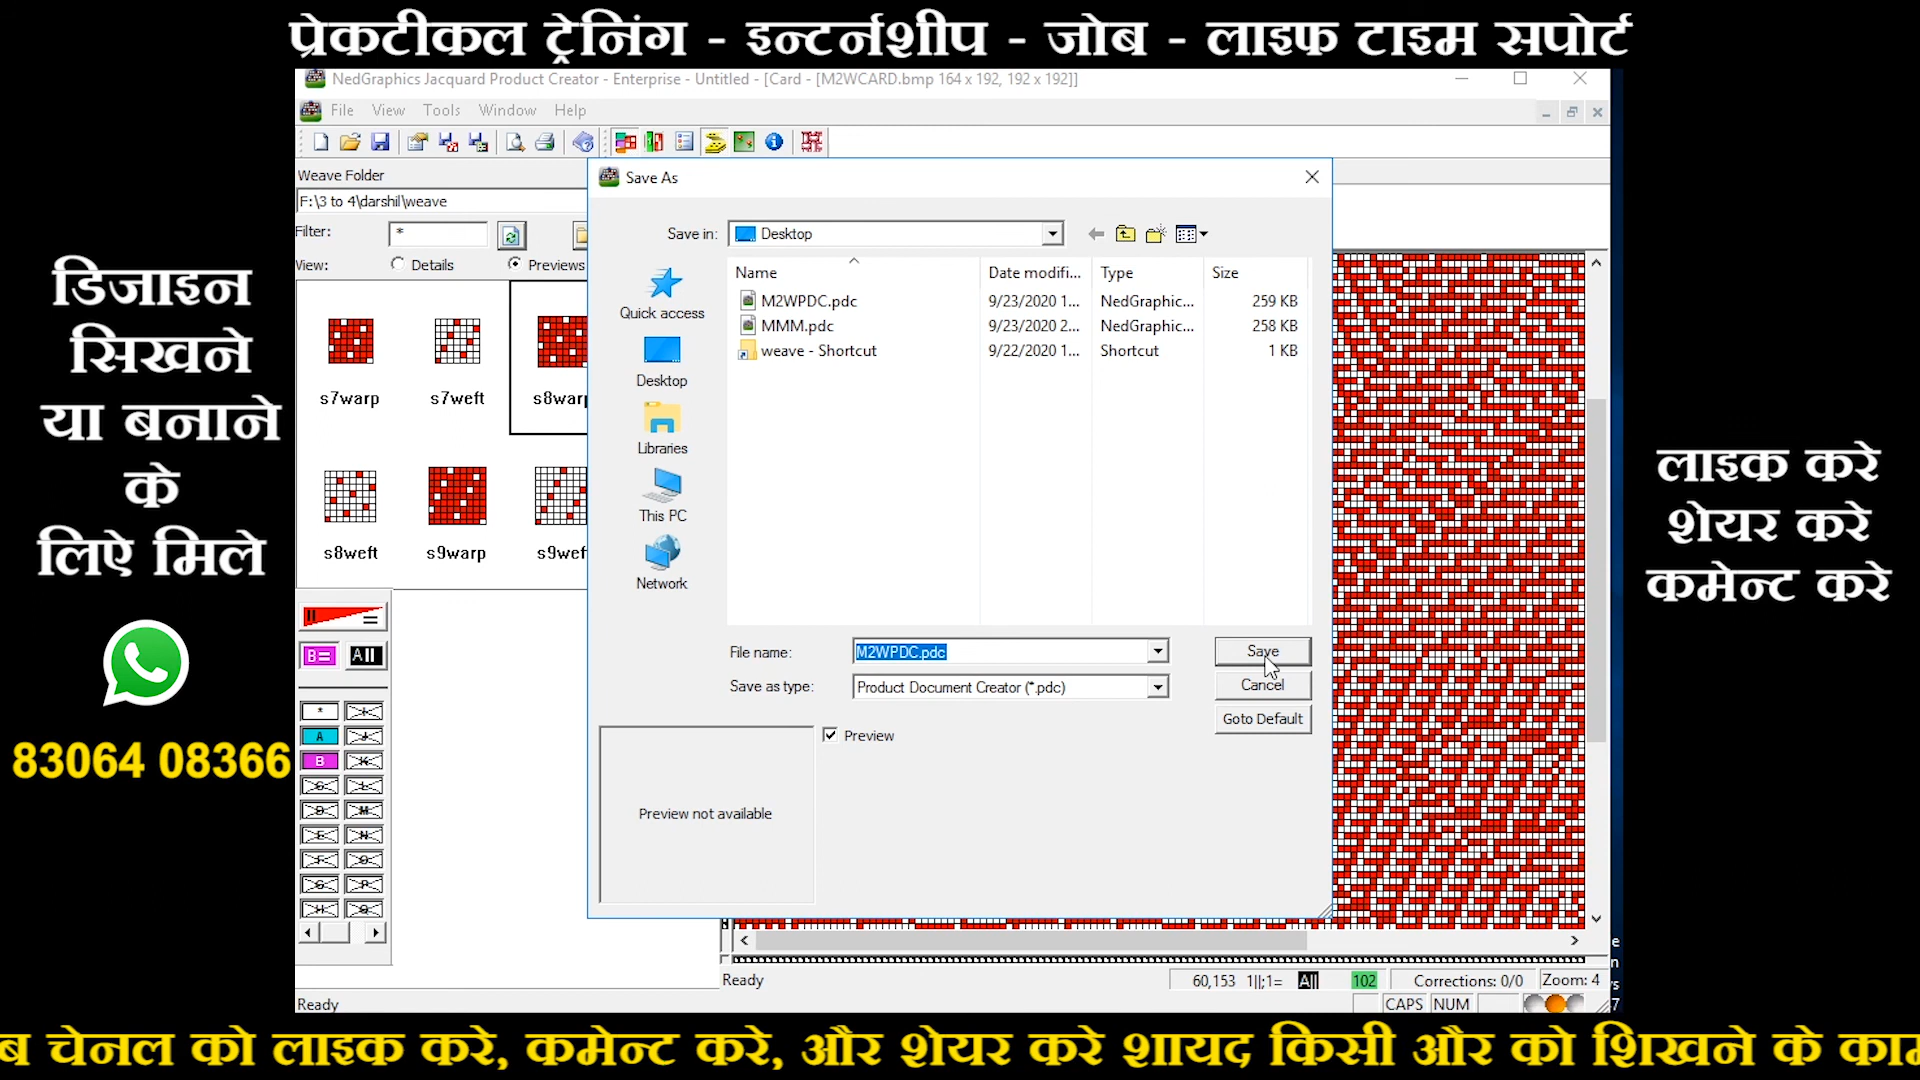 प्रेकटीकल ट्रेनिंग - इन्टर्नशीप - जोब - लाइफ टाइम सपोर्ट
NedGraphics Jacquard Product Creator - Enterprise - Untitled - [Card - [M2WCARD.bmp 164 x 192, 192 x 192]]
File View Tools Window Help
Weave Folder
F:\3 to 4\darshil\weave
Filter: *
View: Details Previews
s7warp s7weft s8warp
s8weft s9warp s9weft
Save As
Save in: Desktop
Name Date modifi... Type Size
M2WPDC.pdc 9/23/2020 1... NedGraphic... 259 KB
MMM.pdc 9/23/2020 2... NedGraphic... 258 KB
weave - Shortcut 9/22/2020 1... Shortcut 1 KB
Quick access
Desktop
Libraries
This PC
Network
File name: M2WPDC.pdc Save
Save as type: Product Document Creator (*.pdc) Cancel
Goto Default
Preview
Preview not available
डिजाइन
सिखने
या बनाने
के
लिऐ मिले
83064 08366
लाइक करे
शेयर करे
कमेन्ट करे
B= A||
*
A
B
Ready 60,153 1||;1= A|| 102 Corrections: 0/0 Zoom: 4
Ready CAPS NUM
ब चेनल को लाइक करे, कमेन्ट करे, और शेयर करे शायद किसी और को शिखने के काम